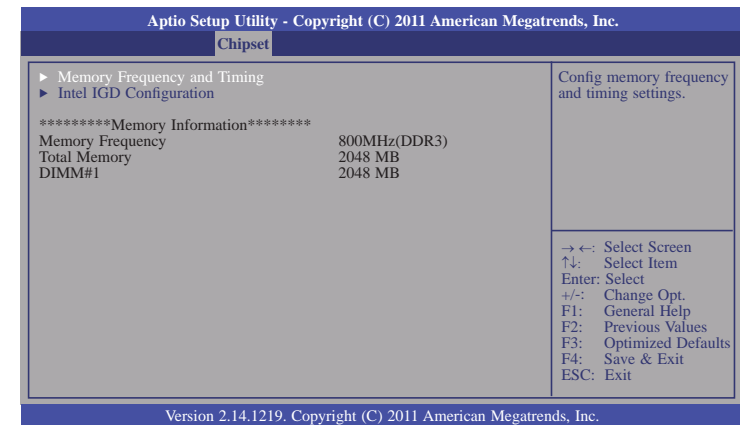 Aptio Setup Utility - Copyright (C) 2011 American Megatrends, Inc.
Chipset
► Memory Frequency and Timing
► Intel IGD Configuration
*********Memory Information********
Memory Frequency 800MHz(DDR3)
Total Memory 2048 MB
DIMM#1 2048 MB
Config memory frequency
and timing settings.
→←: Select Screen
↑↓: Select Item
Enter: Select
+/-: Change Opt.
F1: General Help
F2: Previous Values
F3: Optimized Defaults
F4: Save & Exit
ESC: Exit
Version 2.14.1219. Copyright (C) 2011 American Megatrends, Inc.